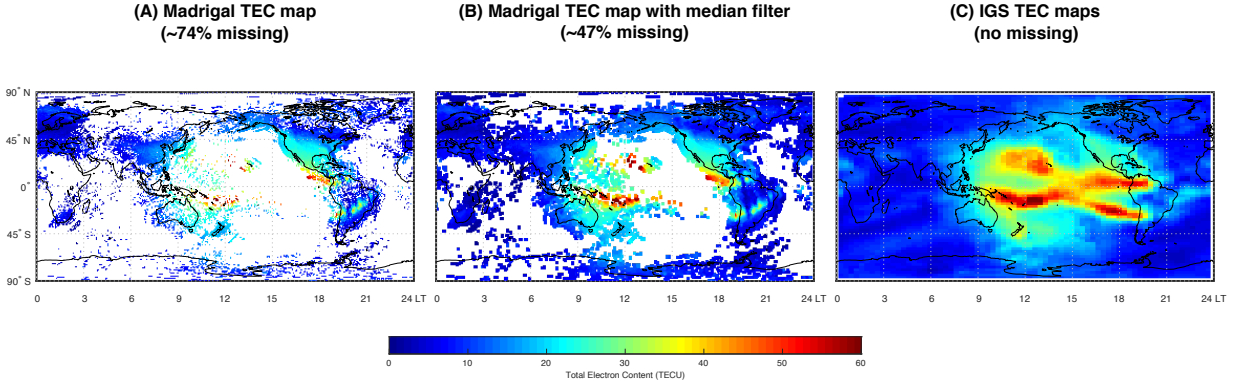 (A) Madrigal TEC map
(~74% missing)
(B) Madrigal TEC map with median filter
(~47% missing)
(C) IGS TEC maps
(no missing)
90° N
45° N
0°
45° S
90° S
0 3 6 9 12 15 18 21 24 LT
0 3 6 9 12 15 18 21 24 LT
0 3 6 9 12 15 18 21 24 LT
0 10 20 30 40 50 60
Total Electron Content (TECU)